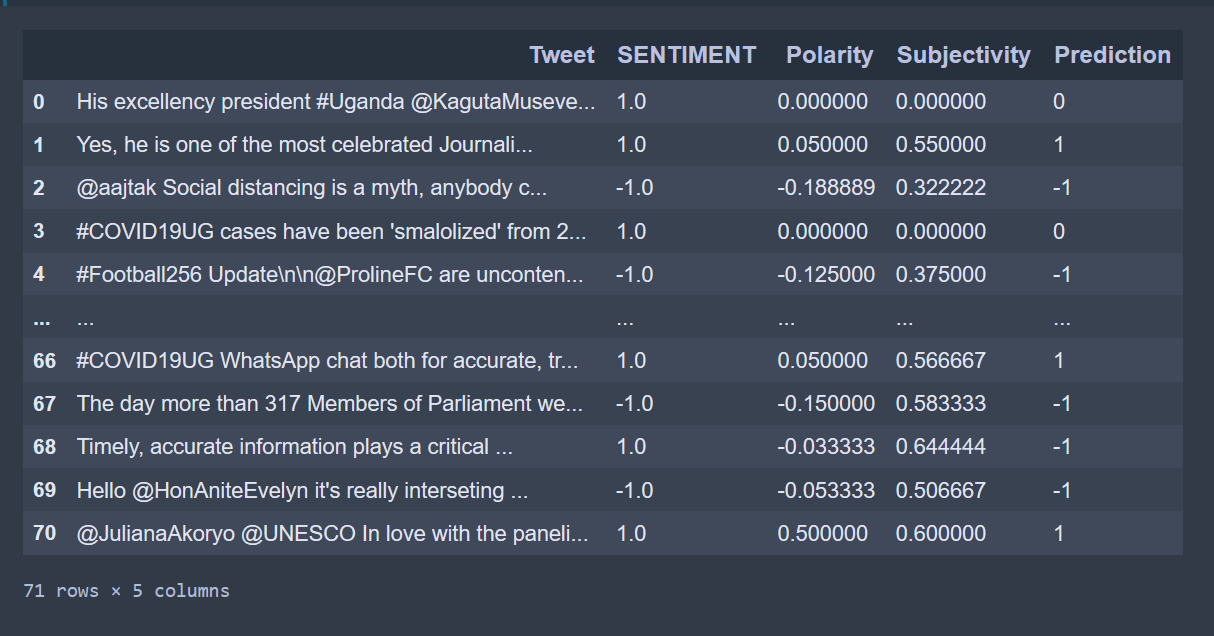 Tweet SENTIMENT Polarity Subjectivity Prediction
0 His excellency president #Uganda @KagutaMuseve... 1.0 0.000000 0.000000 0
1 Yes, he is one of the most celebrated Journali... 1.0 0.050000 0.550000 1
2 @aajtak Social distancing is a myth, anybody c... -1.0 -0.188889 0.322222 -1
3 #COVID19UG cases have been 'smalolized' from 2... 1.0 0.000000 0.000000 0
4 #Football256 Update\n\n@ProlineFC are unconten... -1.0 -0.125000 0.375000 -1
... ... ... ... ... ...
66 #COVID19UG WhatsApp chat both for accurate, tr... 1.0 0.050000 0.566667 1
67 The day more than 317 Members of Parliament we... -1.0 -0.150000 0.583333 -1
68 Timely, accurate information plays a critical ... 1.0 -0.033333 0.644444 -1
69 Hello @HonAniteEvelyn it's really interseting ... -1.0 -0.053333 0.506667 -1
70 @JulianaAkoryo @UNESCO In love with the paneli... 1.0 0.500000 0.600000 1
71 rows × 5 columns